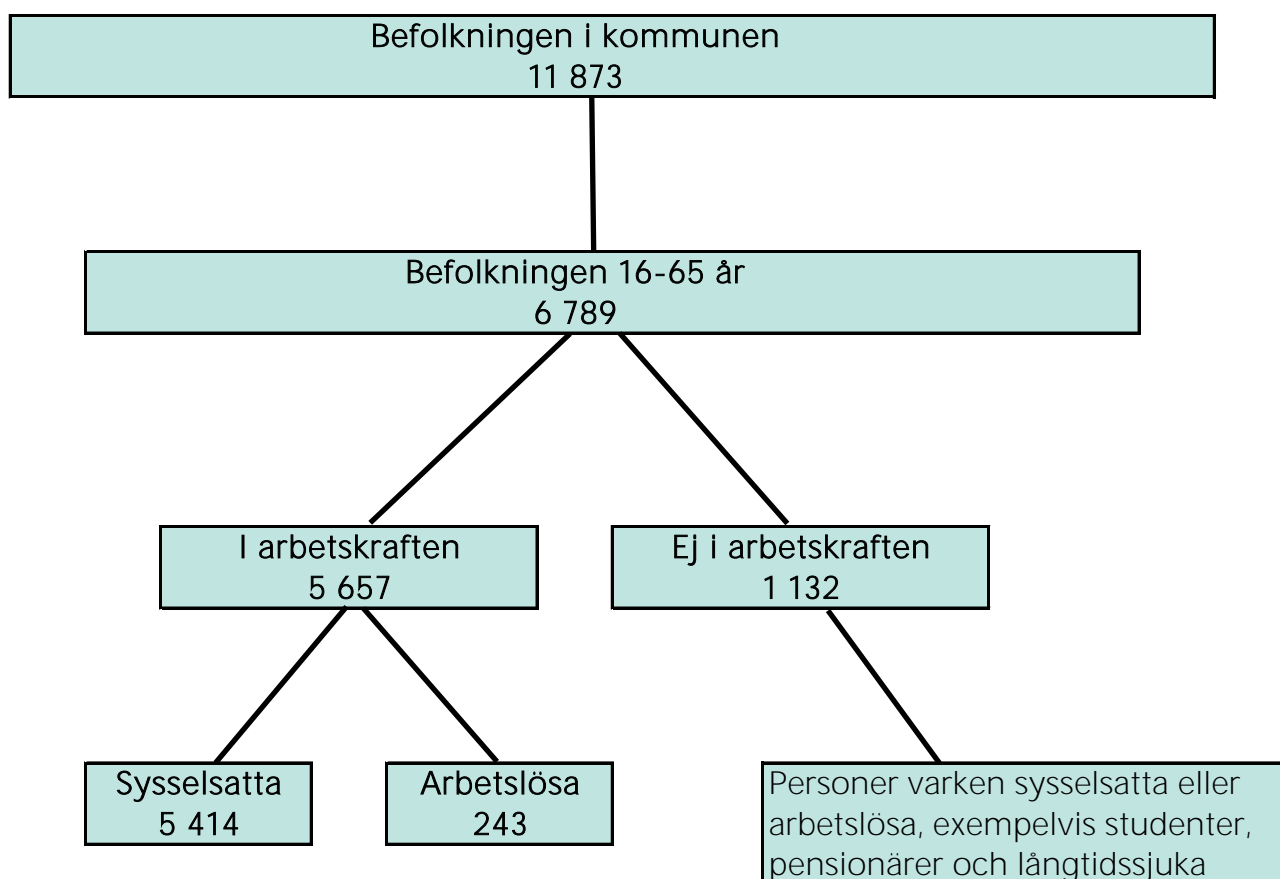 Befolkningen i kommunen
11 873
Befolkningen 16-65 år
6 789
I arbetskraften
5 657
Ej i arbetskraften
1 132
Sysselsatta
5 414
Arbetslösa
243
Personer varken sysselsatta eller
arbetslösa, exempelvis studenter,
pensionärer och långtidssjuka